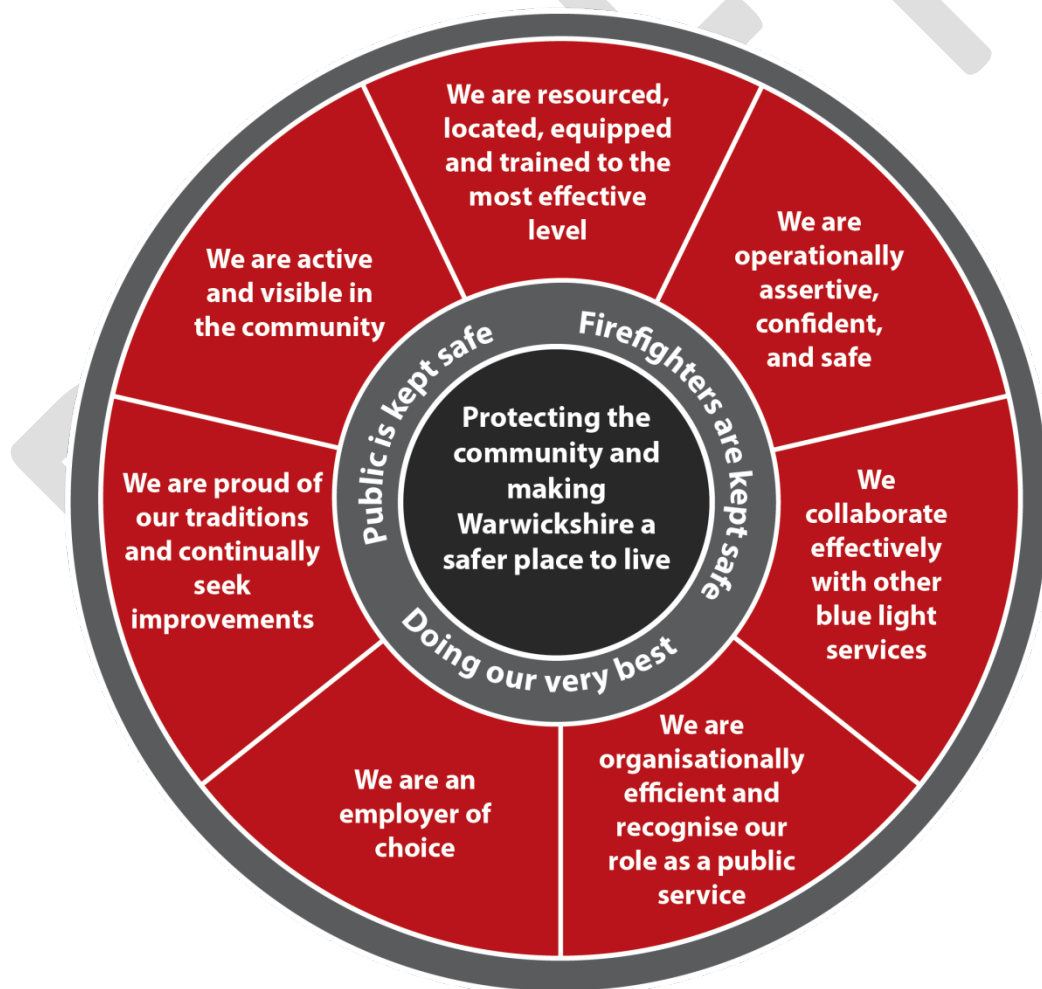 We are resourced,
located, equipped
and trained to the
most effective
level
We are
operationally
assertive,
confident,
and safe
We
collaborate
effectively
with other
blue light
services
We are
organisationally
efficient and
recognise our
role as a public
service
We are an
employer of
choice
We are proud of
our traditions
and continually
seek
improvements
We are active
and visible in
the community
Public is kept safe
Firefighters are kept safe
Doing our very best
Protecting the
community and
making
Warwickshire a
safer place to live